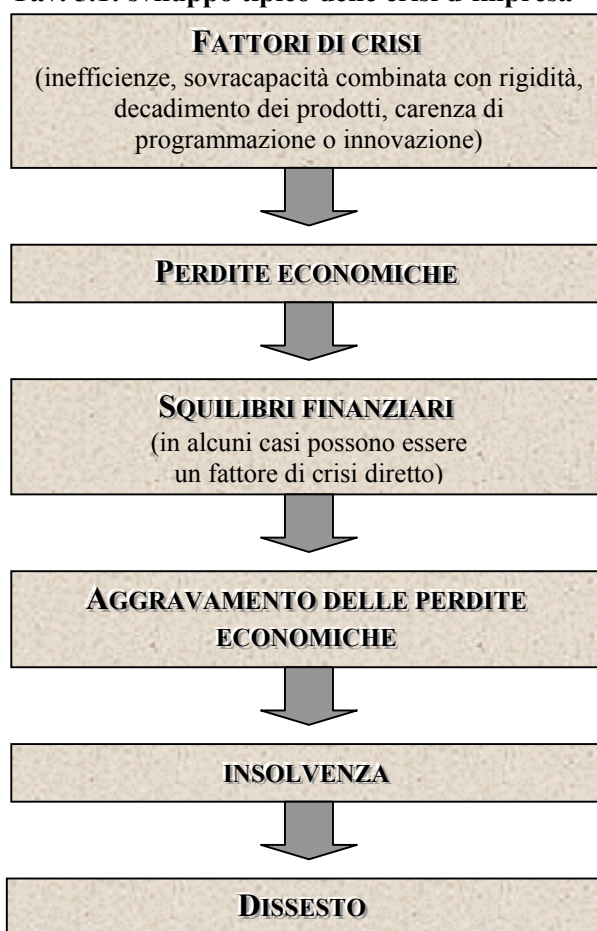 Tav. 3.1: sviluppo tipico delle crisi d'impresa
FATTORI DI CRISI
(inefficienze, sovracapacità combinata con rigidità,
decadimento dei prodotti, carenza di
programmazione o innovazione)
PERDITE ECONOMICHE
SQUILIBRI FINANZIARI
(in alcuni casi possono essere
un fattore di crisi diretto)
AGGRAVAMENTO DELLE PERDITE
ECONOMICHE
INSOLVENZA
DISSESTO